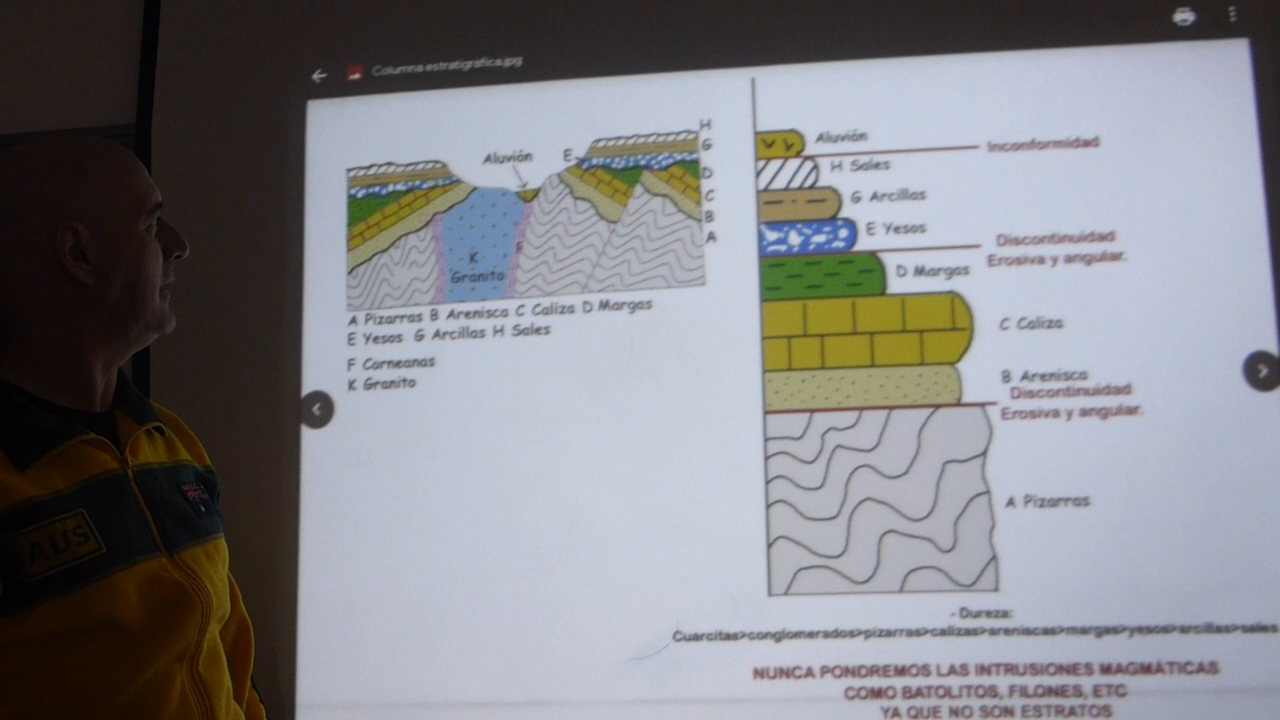 Columna estratigráfica.jpg
Aluvión
E
H
G
D
C
B
A
F
K
Granito
A Pizarras B Arenisca C Caliza D Margas
E Yesos G Arcillas H Sales
F Corneanas
K Granito
Aluvión
Inconformidad
H Sales
G Arcillas
E Yesos
Discontinuidad
Erosiva y angular.
D Margas
C Caliza
B Arenisca
Discontinuidad
Erosiva y angular.
A Pizarras
- Dureza:
Cuarcitas>conglomerados>pizarras>calizas>areniscas>margas>yesos>arcillas>sales
NUNCA PONDREMOS LAS INTRUSIONES MAGMÁTICAS
COMO BATOLITOS, FILONES, ETC
YA QUE NO SON ESTRATOS
AUS